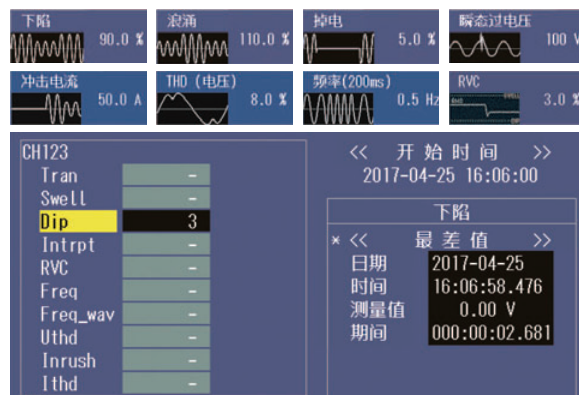 下陷 浪涌 掉电 瞬态过电压
90.0 % 110.0 % 5.0 % 100 V
冲击电流 THD (电压) 频率(200ms) RVC
50.0 A 8.0 % 0.5 Hz 3.0 %
CH123
Tran -
Swell -
Dip 3
Intrpt -
RVC -
Freq -
Freq_wav -
Uthd -
Inrush -
Ithd -
<< 开始时间 >>
2017-04-25 16:06:00
下陷
* << 最差值 >>
日期 2017-04-25
时间 16:06:58.476
测量值 0.00 V
期间 000:00:02.681